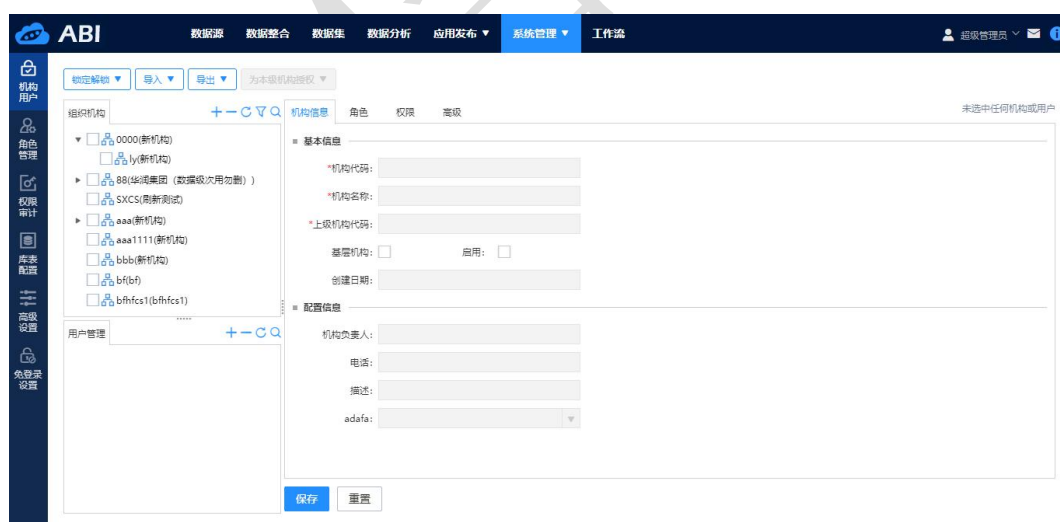 ABI 数据源 数据整合 数据集 数据分析 应用发布 ▼ 系统管理 ▼ 工作流 超级管理员
机构用户
角色管理
权限审计
库表配置
高级设置
免登录设置
锁定解锁 ▼ 导入 ▼ 导出 ▼ 为本级机构授权 ▼
组织机构
0000(新机构)
ly(新机构)
88(华润集团（数据级次用勿删）)
SXCS(刷新测试)
aaa(新机构)
aaa1111(新机构)
bbb(新机构)
bf(bf)
bfhfcs1(bfhfcs1)
用户管理
机构信息 角色 权限 高级 未选中任何机构或用户
基本信息
*机构代码:
*机构名称:
*上级机构代码:
基层机构: 启用:
创建日期:
配置信息
机构负责人:
电话:
描述:
adafa:
保存 重置